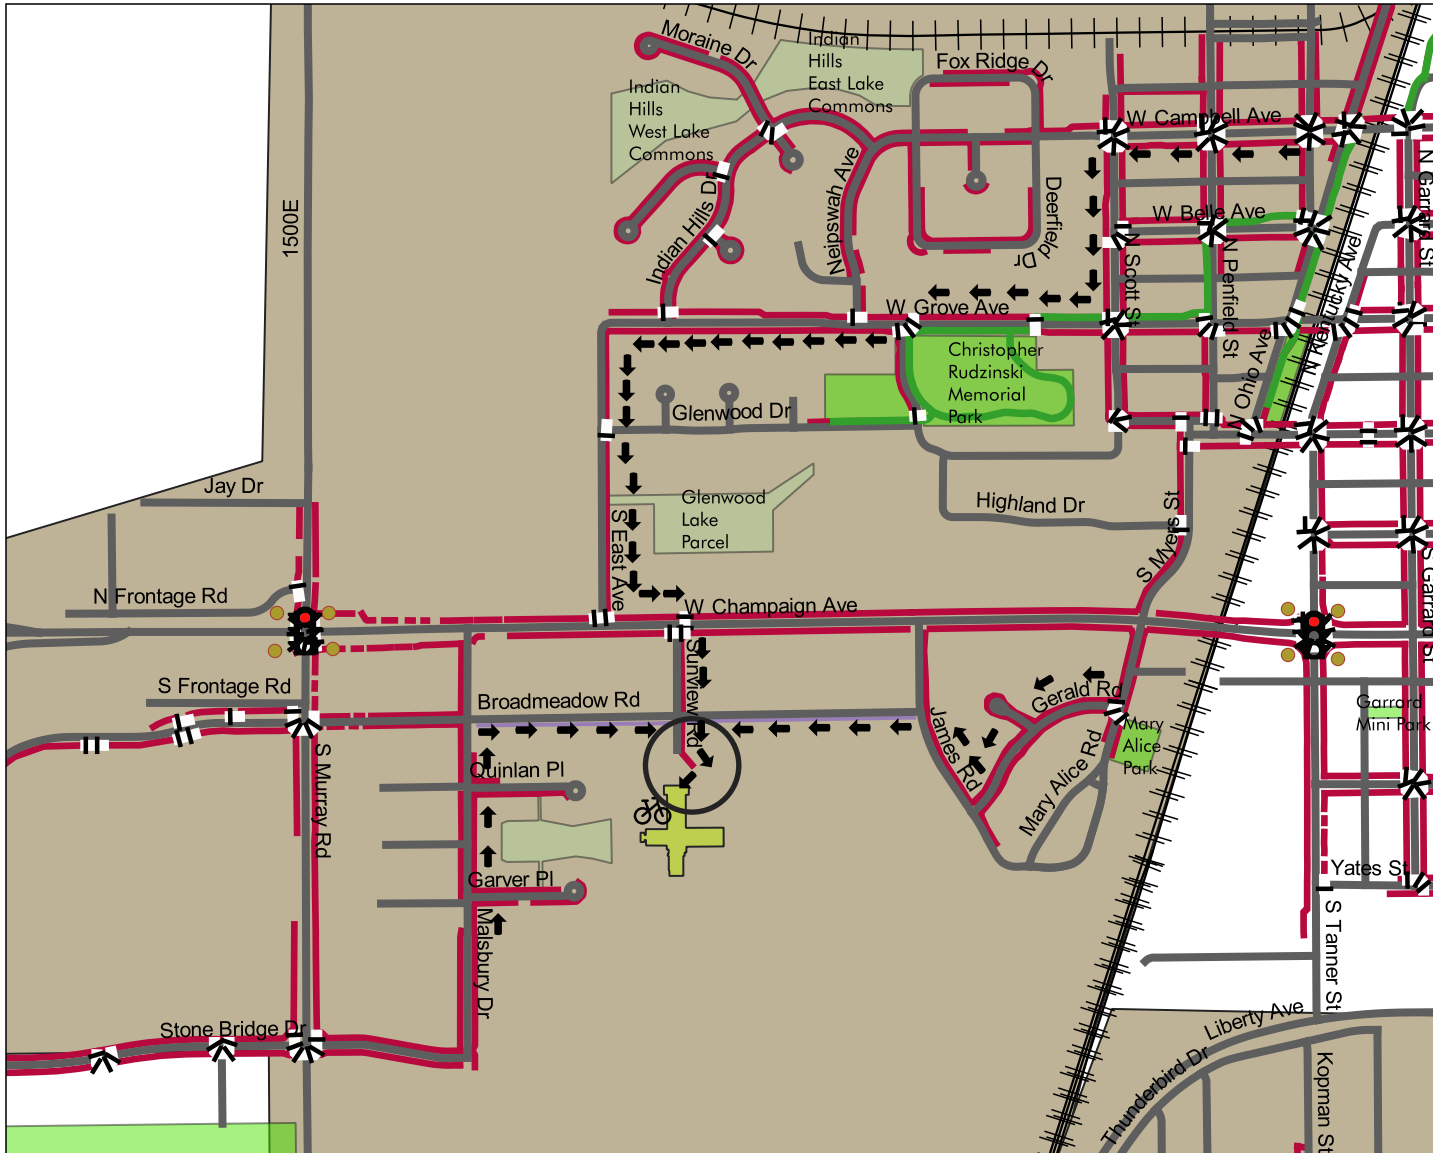 Moraine Dr
Indian
Hills
East Lake
Commons
Fox Ridge Dr
Indian
Hills
West Lake
Commons
W Campbell Ave
N Garrard St
Neipswah Ave
Deerfield Dr
W Belle Ave
1500E
Indian Hills Dr
N Scott St
N Penfield St
N Kentucky Ave
W Grove Ave
Christopher
Rudzinski
Memorial
Park
N Ohio Ave
Glenwood Dr
Jay Dr
Glenwood
Lake
Parcel
Highland Dr
S Myers St
S East Ave
S Garrard St
N Frontage Rd
W Champaign Ave
Sunview Rd
S Frontage Rd
Broadmeadow Rd
Gerald Rd
James Rd
Mary
Alice
Park
Garrard
Mini Park
Mary Alice Rd
S Murray Rd
Quinlan Pl
Garver Pl
Yates St
Malsbury Dr
S Tanner St
Stone Bridge Dr
Liberty Ave
Thunderbird Dr
Kopman St